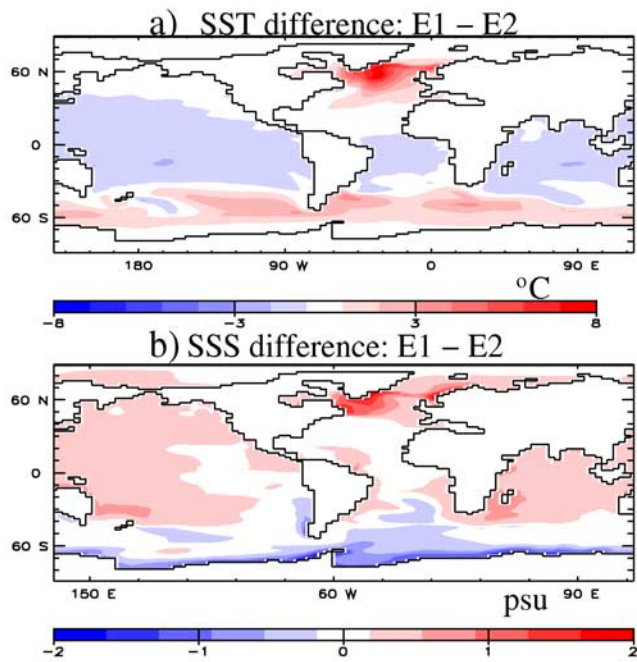 a) SST difference: E1 – E2
60 N
0
60 S
180
90 W
0
90 E
°C
-8
-3
3
8
b) SSS difference: E1 – E2
60 N
0
60 S
150 E
60 W
90 E
psu
-2
-1
0
1
2